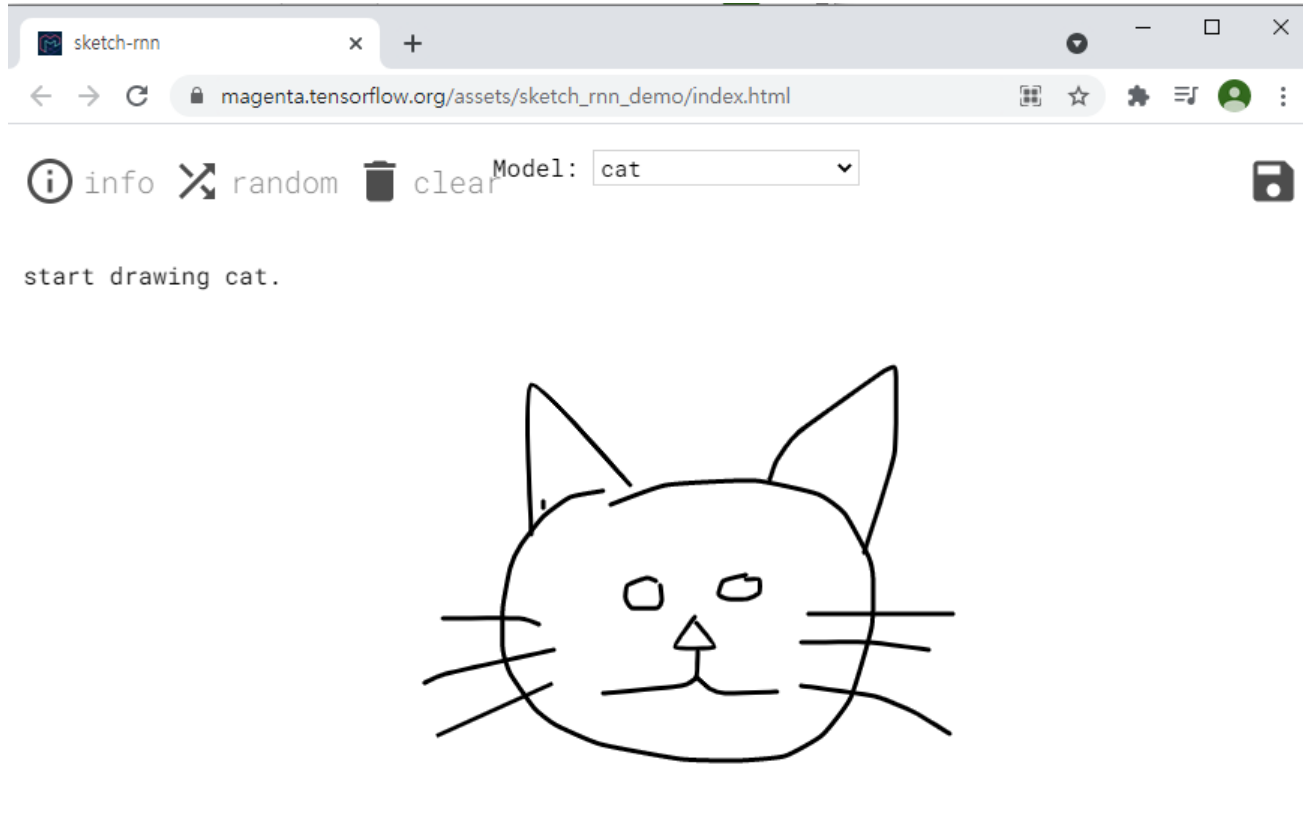 sketch-rnn
magenta.tensorflow.org/assets/sketch_rnn_demo/index.html
info random clear Model: cat
start drawing cat.